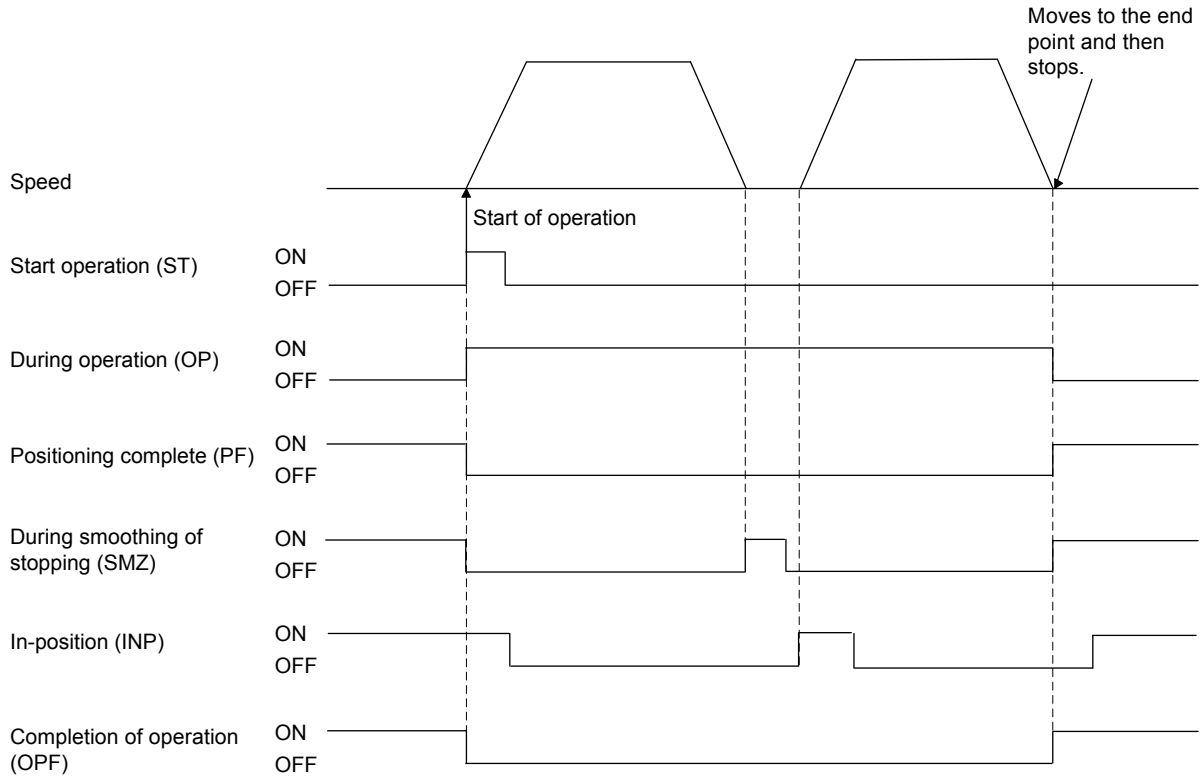 Moves to the end
point and then
stops.
Speed
Start of operation
Start operation (ST)
ON
OFF
During operation (OP)
ON
OFF
Positioning complete (PF)
ON
OFF
During smoothing of
stopping (SMZ)
ON
OFF
In-position (INP)
ON
OFF
Completion of operation
(OPF)
ON
OFF